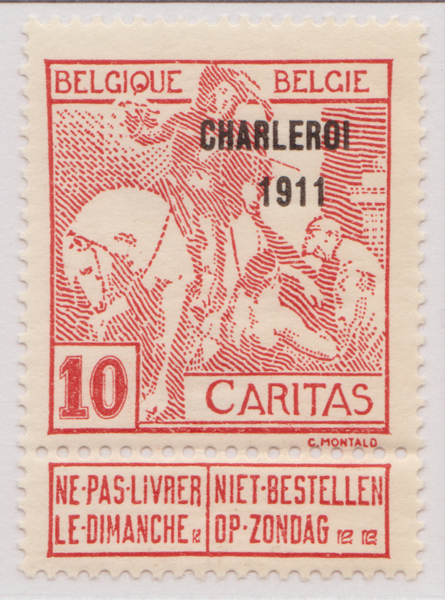 BELGIQUE BELGIE
CHARLEROI
1911
10
CARITAS
C. MONTALD
NE·PAS·LIVRER
LE·DIMANCHE
NIET·BESTELLEN
OP·ZONDAG